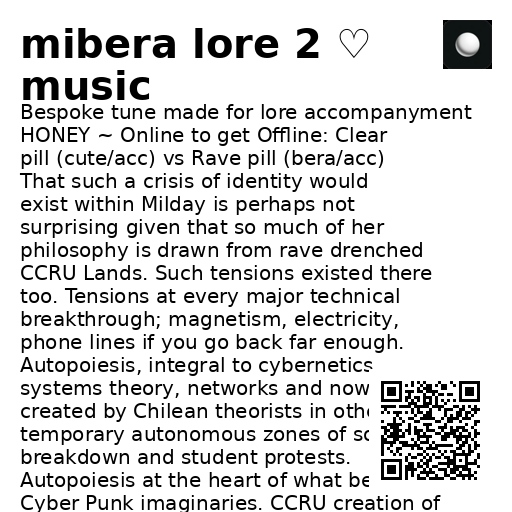 mibera lore 2 ♡
music
Bespoke tune made for lore accompanyment
HONEY ~ Online to get Offline: Clear
pill (cute/acc) vs Rave pill (bera/acc)
That such a crisis of identity would
exist within Milday is perhaps not
surprising given that so much of her
philosophy is drawn from rave drenched
CCRU Lands. Such tensions existed there
too. Tensions at every major technical
breakthrough; magnetism, electricity,
phone lines if you go back far enough.
Autopoiesis, integral to cybernetics
systems theory, networks and now
created by Chilean theorists in
temporary autonomous zones of
breakdown and student protests.
Autopoiesis at the heart of what
Cyber Punk imaginaries. CCRU creation of